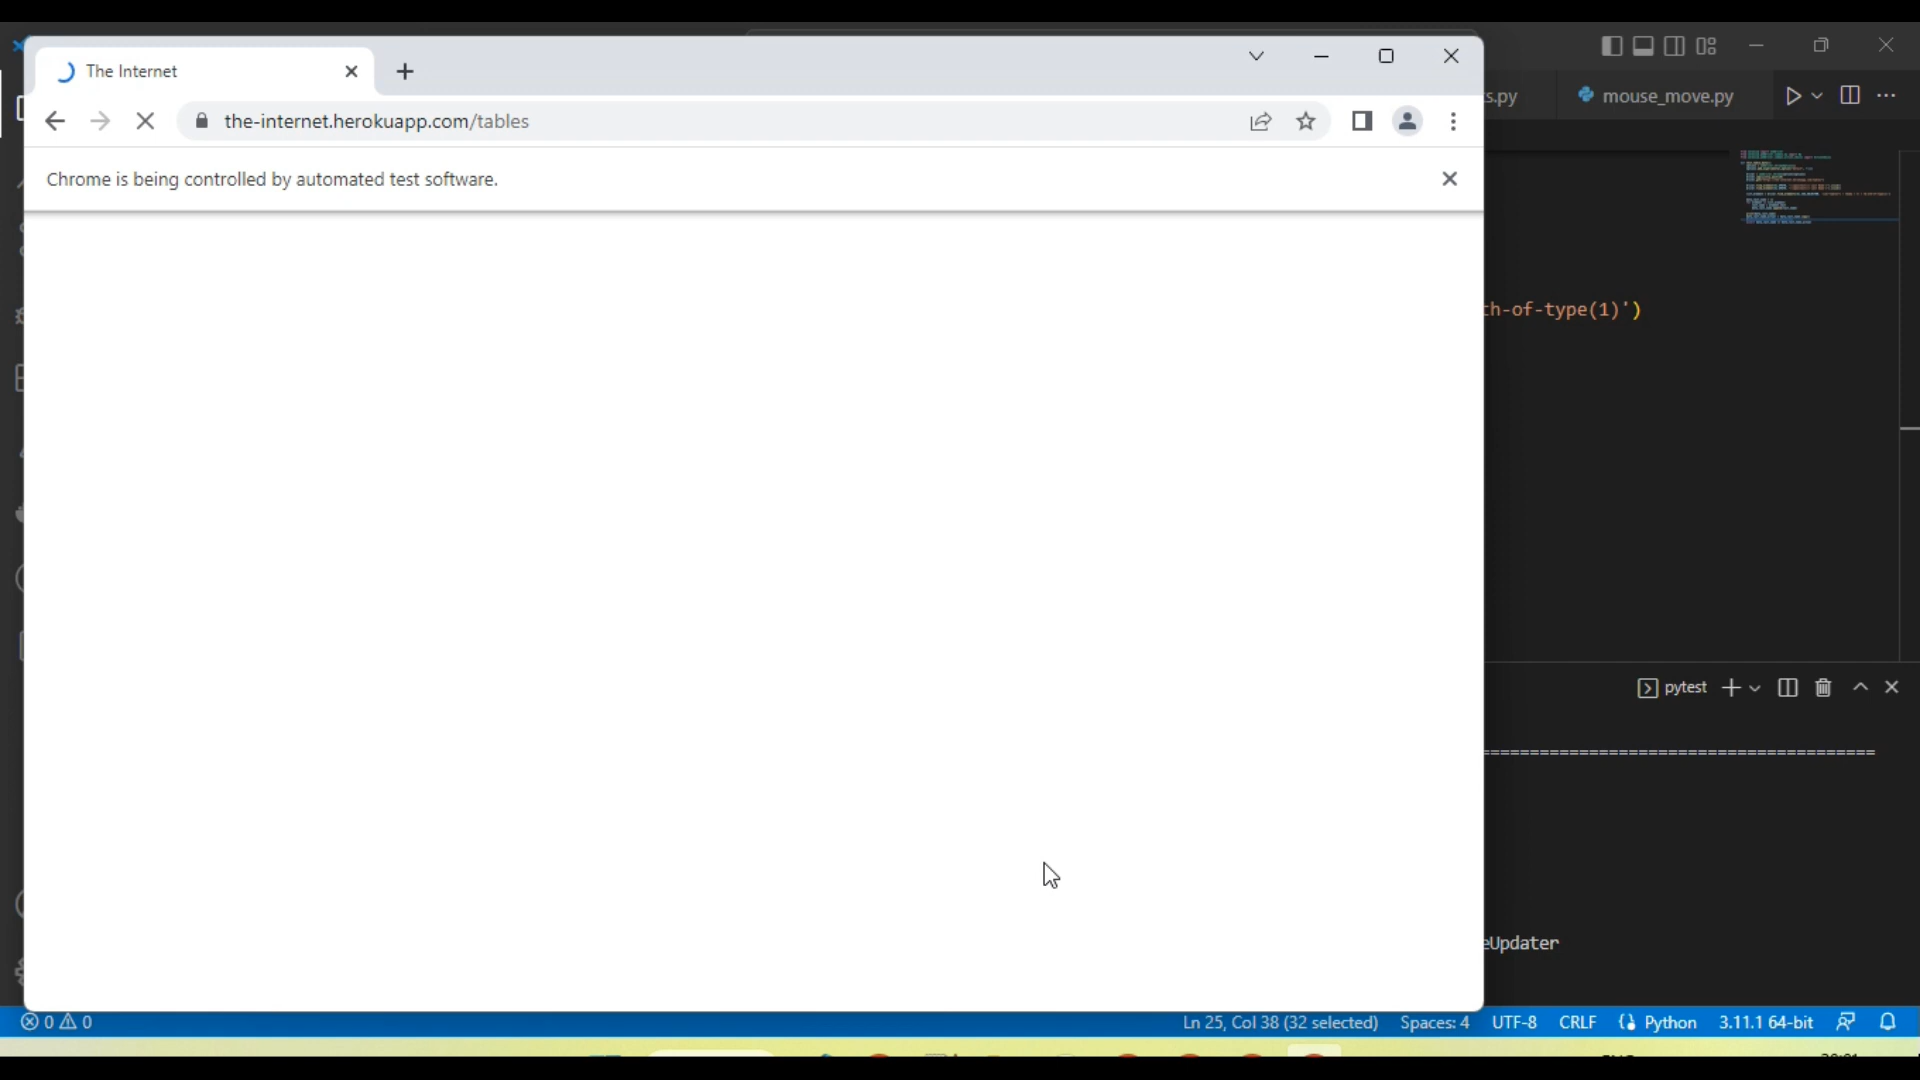 The Internet
the-internet.herokuapp.com/tables
Chrome is being controlled by automated test software.
s.py
mouse_move.py
h-of-type(1)')
pytest
==========================================
eUpdater
0 0
Ln 25, Col 38 (32 selected) Spaces: 4 UTF-8 CRLF Python 3.11.1 64-bit